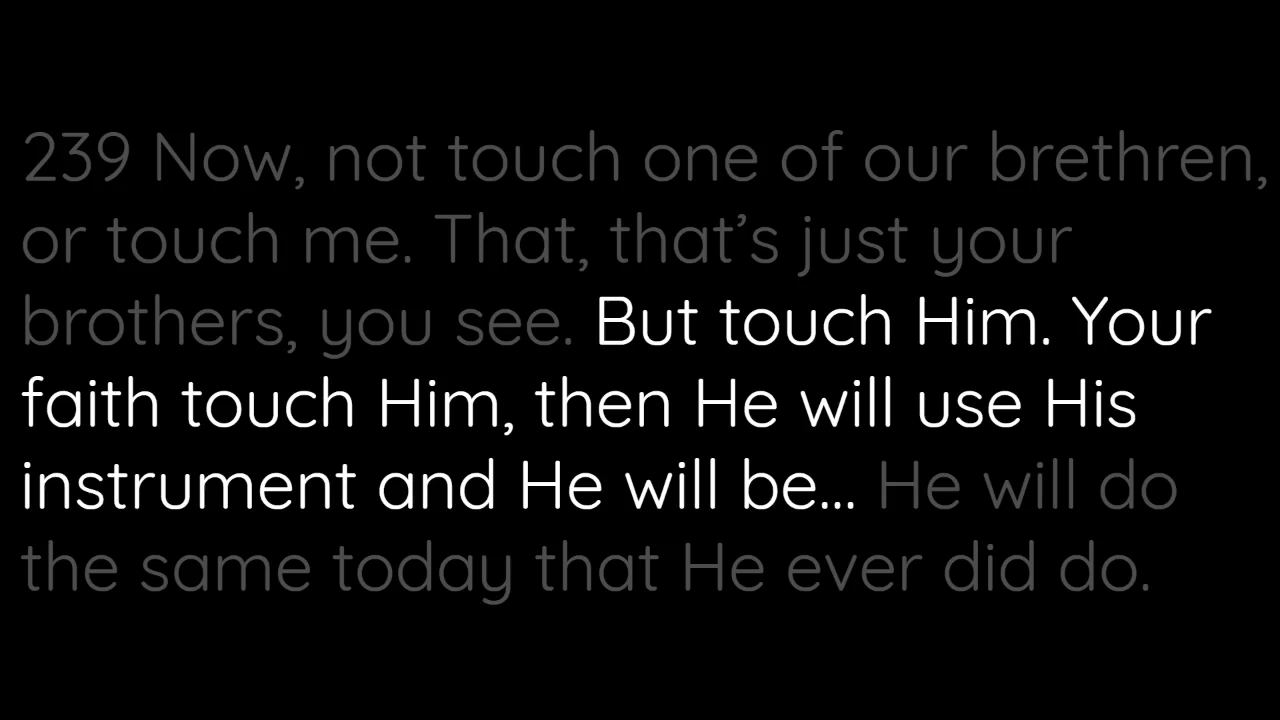 239 Now, not touch one of our brethren,
or touch me. That, that’s just your
brothers, you see. But touch Him. Your
faith touch Him, then He will use His
instrument and He will be... He will do
the same today that He ever did do.